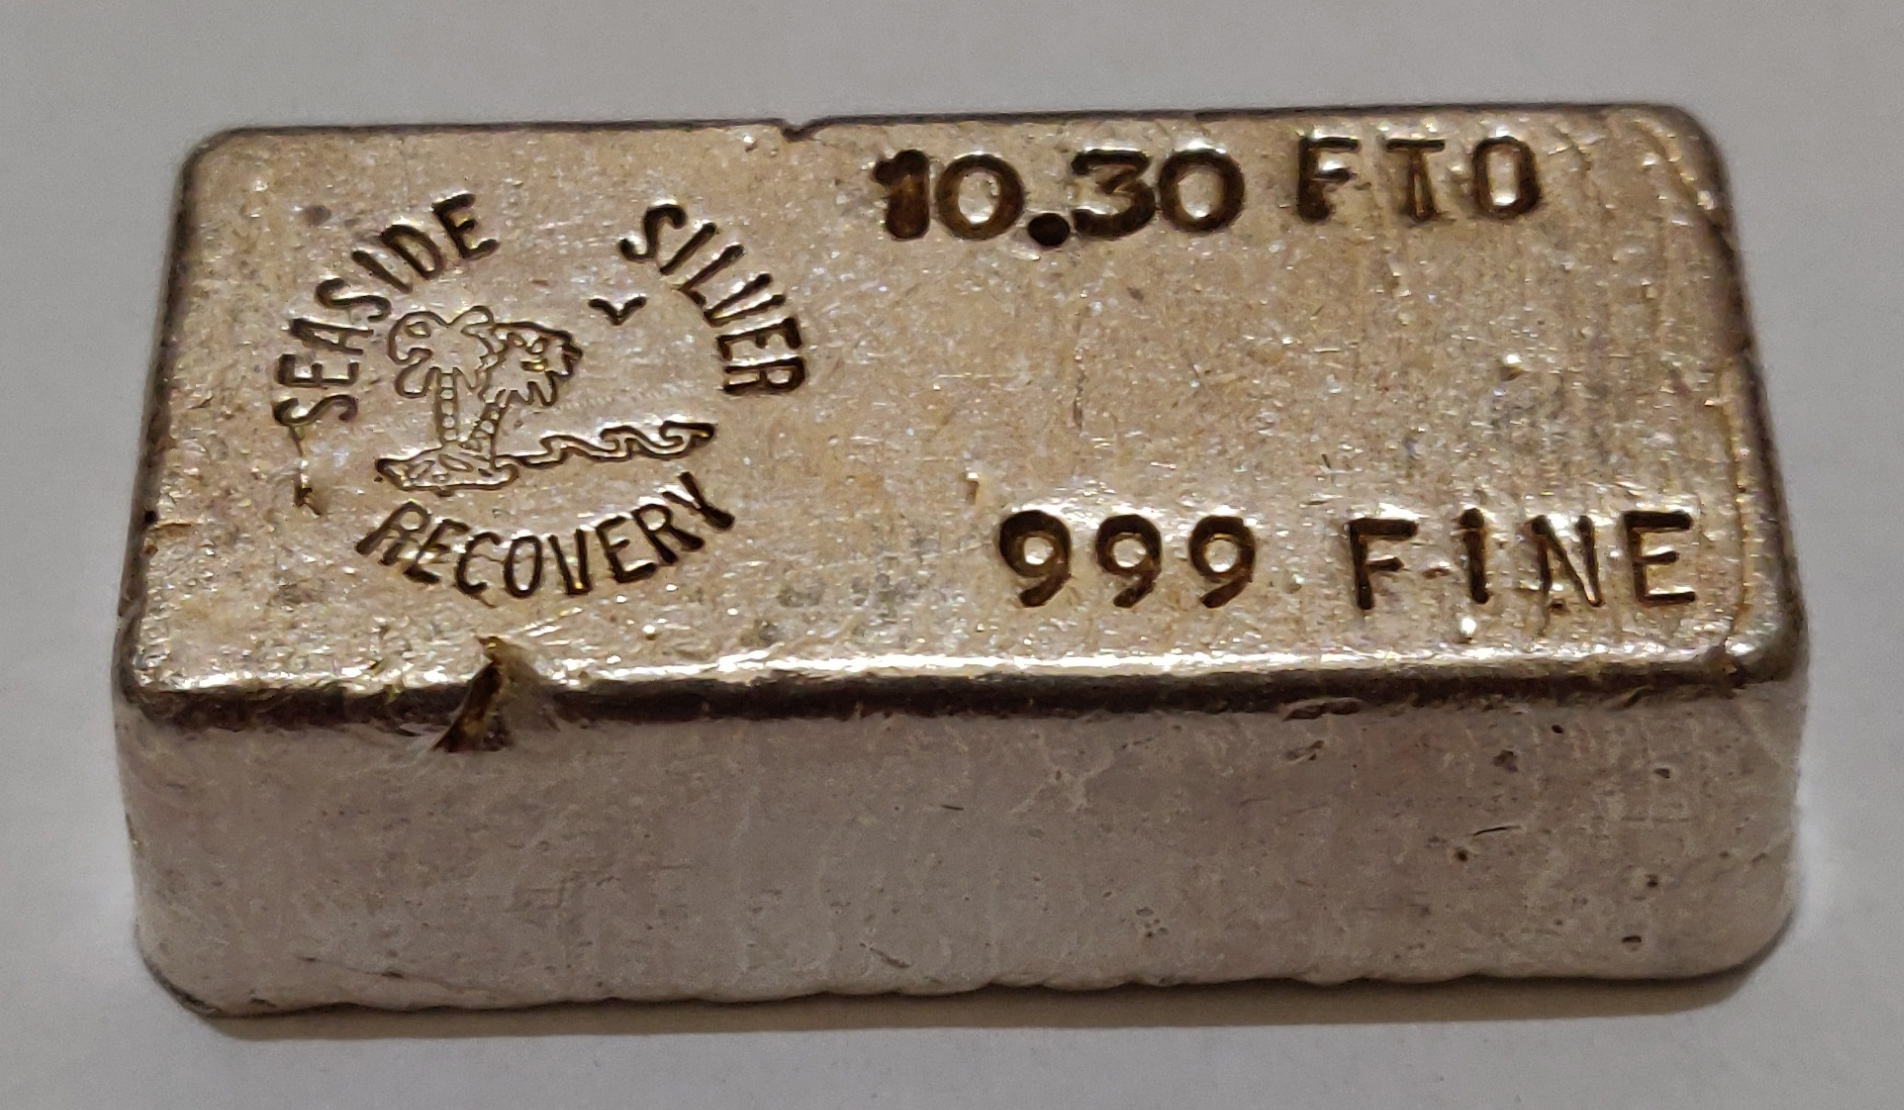 SEASIDE SILVER
RECOVERY
10.30 FTO
999 FINE